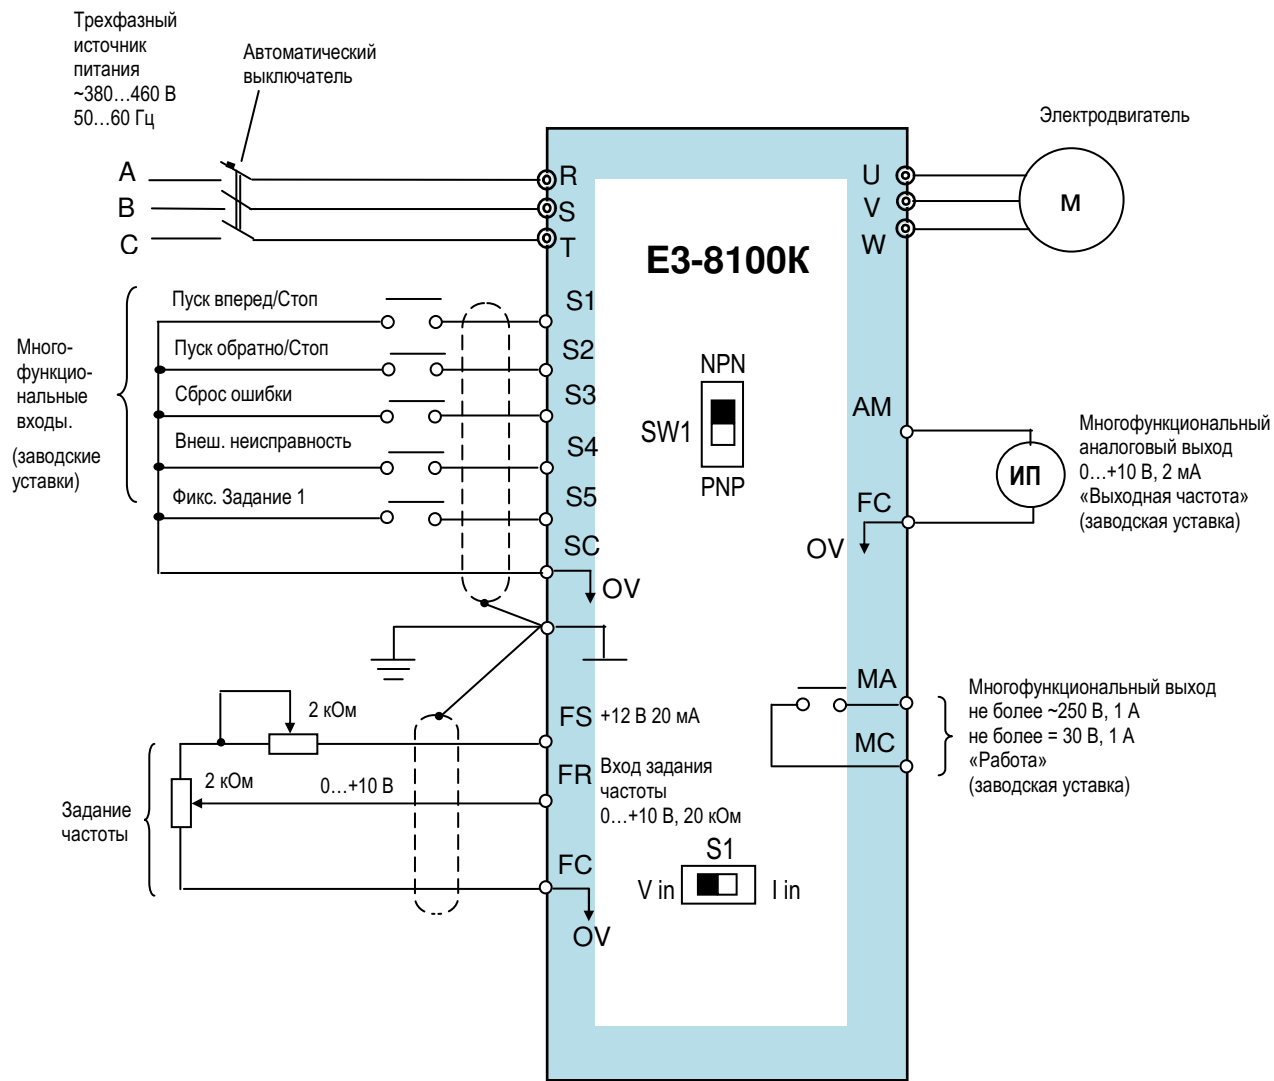 Трехфазный
источник
питания
~380...460 В
50...60 Гц
Автоматический
выключатель
Электродвигатель
A
B
C
R
S
T
U
V
W
М
E3-8100К
Много-
функцио-
нальные
входы.
(заводские
уставки)
Пуск вперед/Стоп
S1
Пуск обратно/Стоп
S2
Сброс ошибки
S3
Внеш. неисправность
S4
Фикс. Задание 1
S5
SC
OV
NPN
SW1
PNP
AM
FC
OV
ИП
Многофункциональный
аналоговый выход
0...+10 В, 2 мА
«Выходная частота»
(заводская уставка)
MA
MC
Многофункциональный выход
не более ~250 В, 1 А
не более = 30 В, 1 А
«Работа»
(заводская уставка)
2 кОм
FS +12 В 20 мА
2 кОм
0...+10 В
FR
Вход задания
частоты
0...+10 В, 20 кОм
Задание
частоты
FC
OV
S1
V in
I in